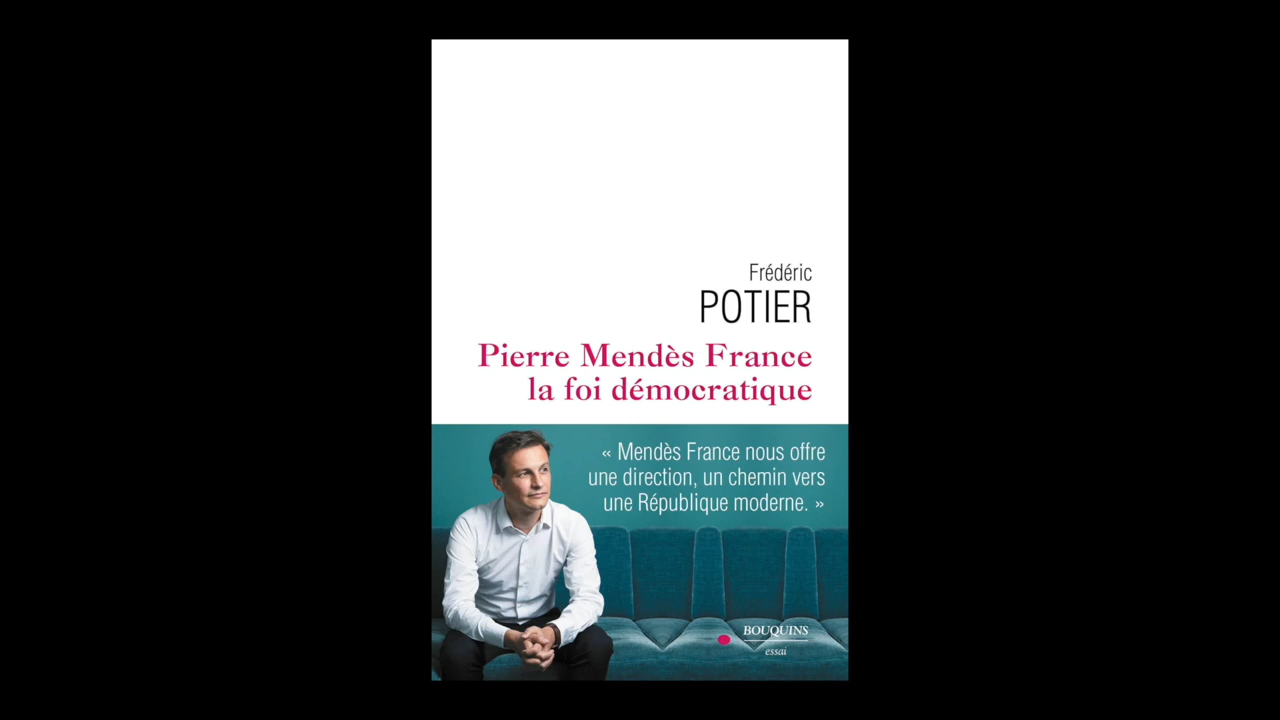 Frédéric
POTIER
Pierre Mendès France
la foi démocratique
« Mendès France nous offre
une direction, un chemin vers
une République moderne. »
BOUQUINS
essai